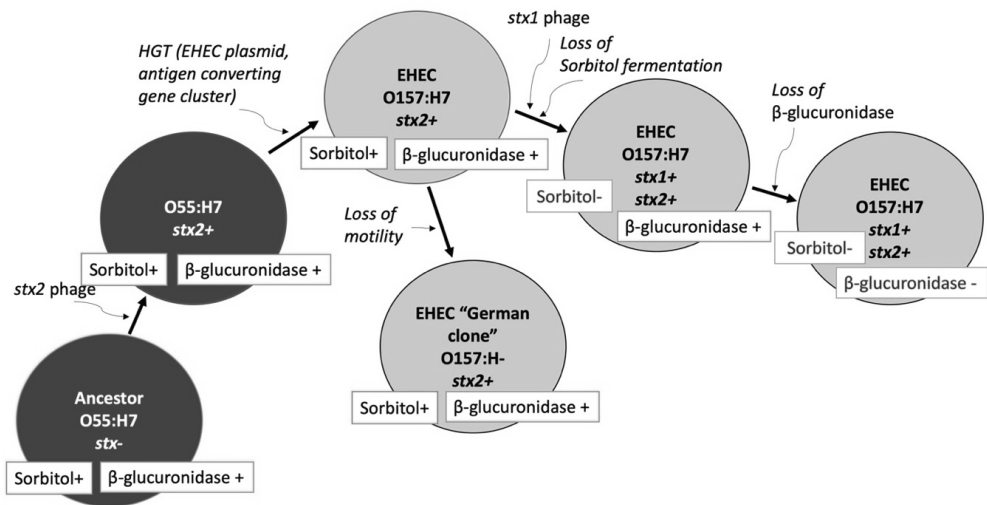 HGT (EHEC plasmid,
antigen converting
gene cluster)
EHEC
O157:H7
stx2+
Sorbitol+
β-glucuronidase +
stx1 phage
Loss of
Sorbitol fermentation
EHEC
O157:H7
stx1+
stx2+
Sorbitol-
β-glucuronidase +
Loss of
β-glucuronidase
EHEC
O157:H7
stx1+
stx2+
Sorbitol-
β-glucuronidase -
O55:H7
stx2+
Sorbitol+
β-glucuronidase +
Loss of
motility
stx2 phage
EHEC “German
clone”
O157:H-
stx2+
Sorbitol+
β-glucuronidase +
Ancestor
O55:H7
stx-
Sorbitol+
β-glucuronidase +